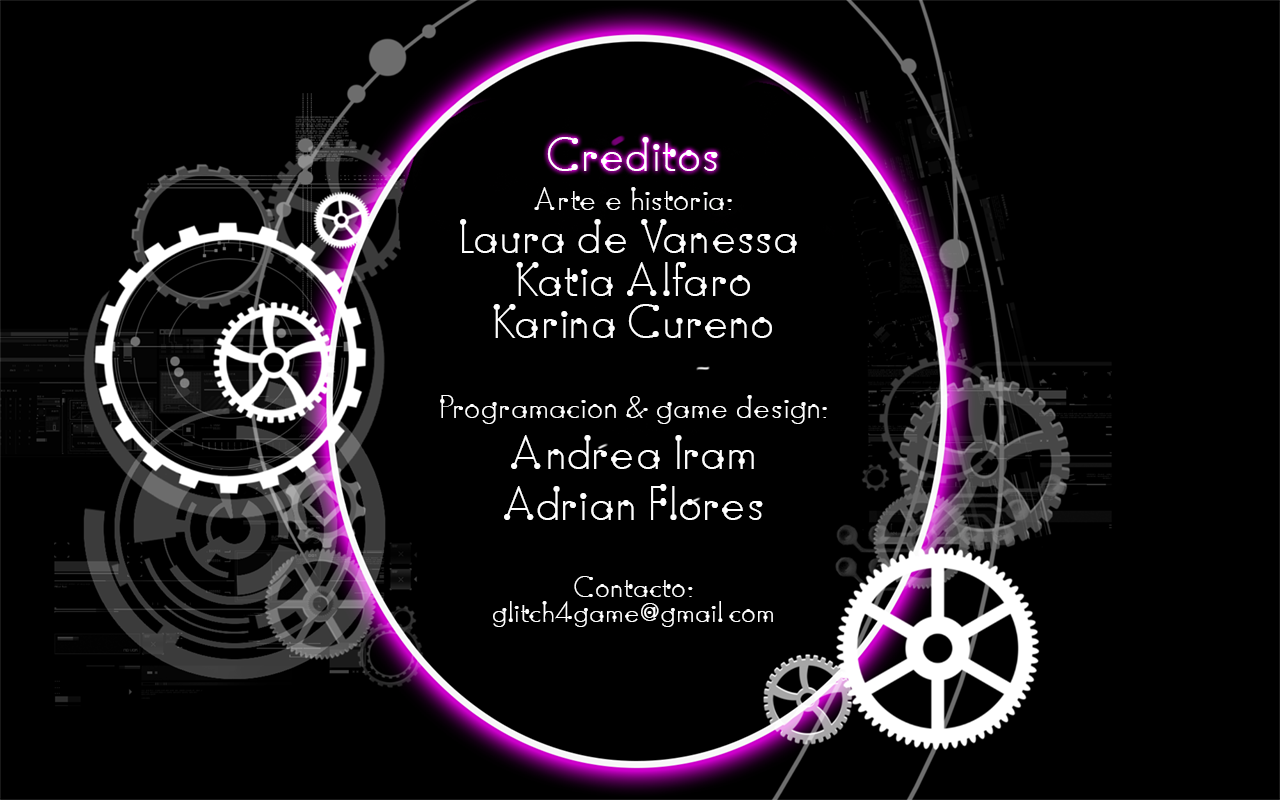 Créditos
Arte e historia:
Laura de Vanessa
Katia Alfaro
Karina Cureno
~
Programacion & game design:
Andrea Iram
Adrian Flores
Contacto:
glitch4game@gmail.com